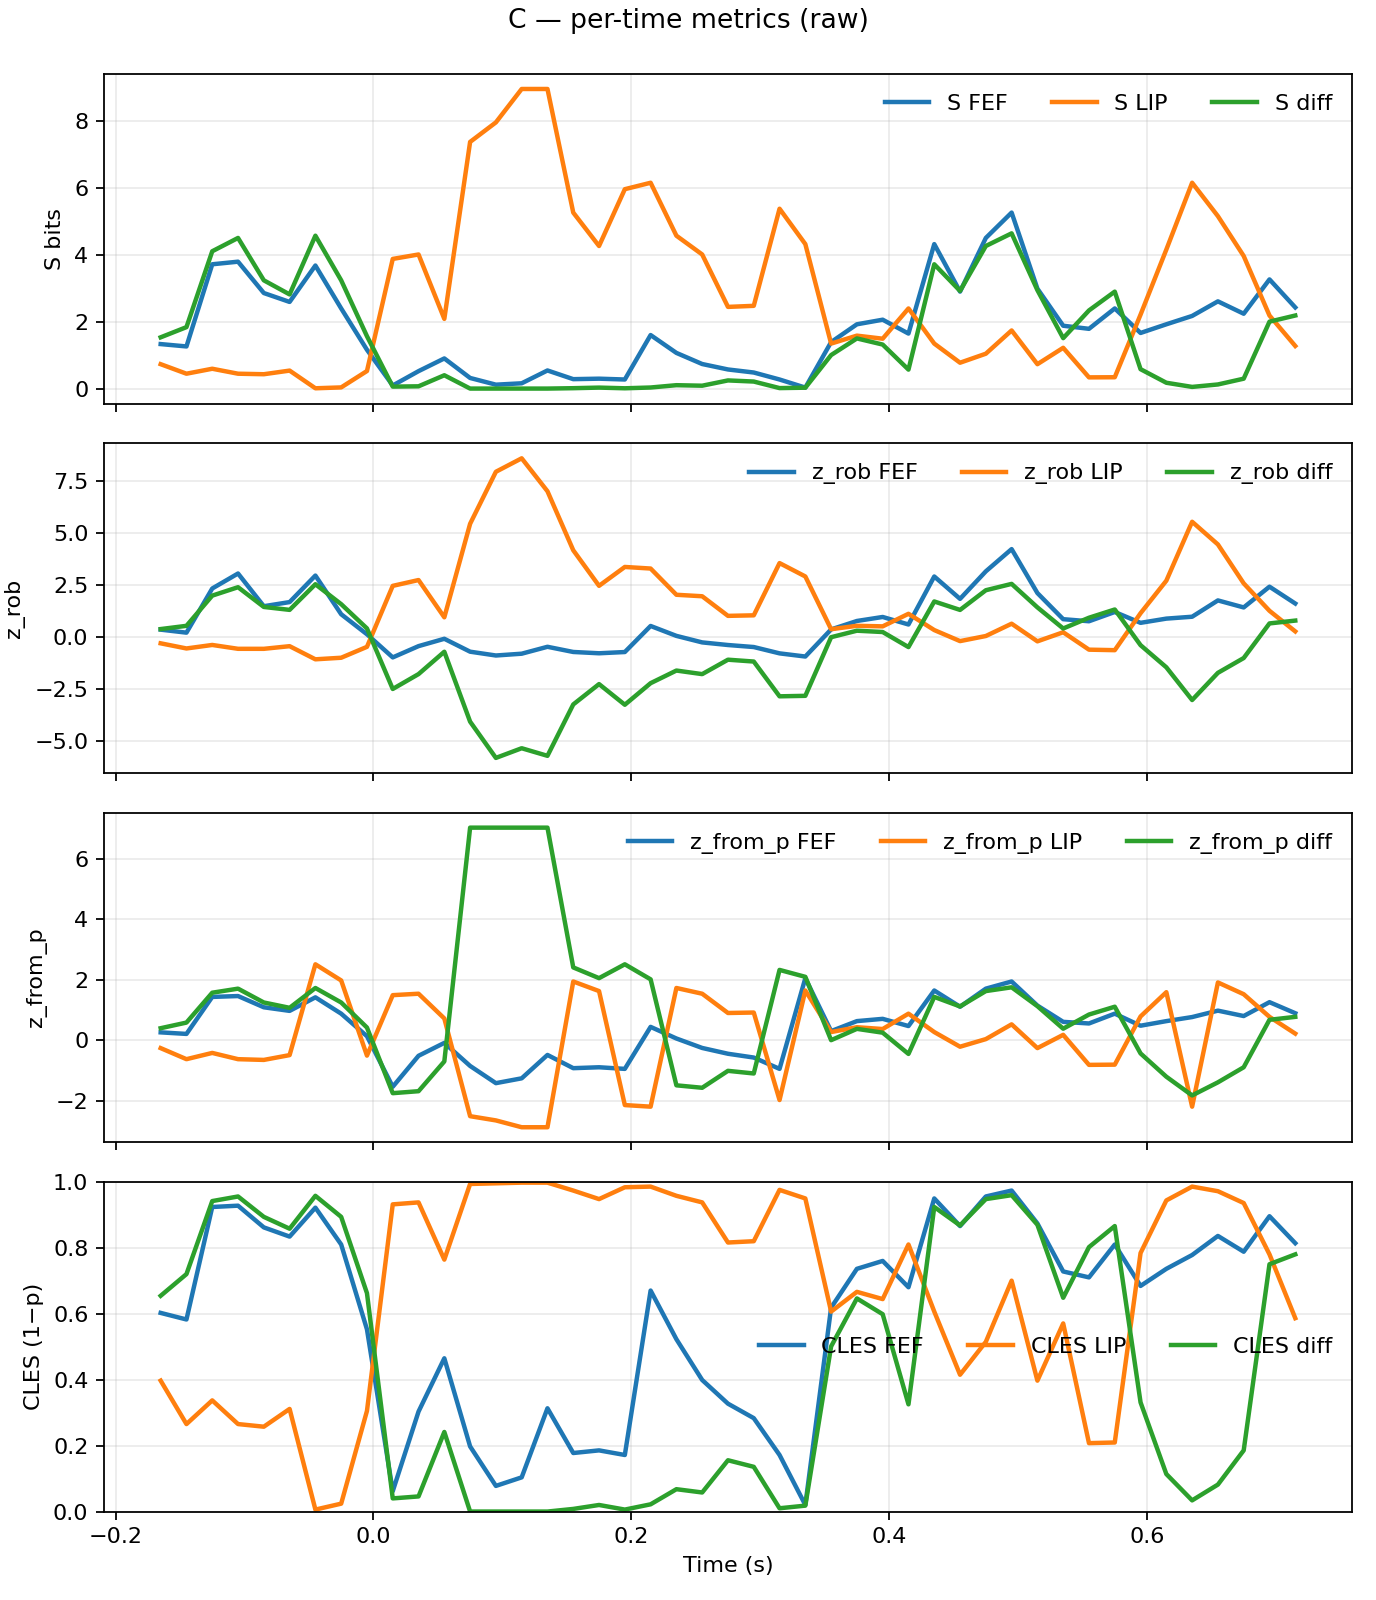 C — per-time metrics (raw)
S FEF
S LIP
S diff
8
6
4
2
0
S bits
z_rob FEF
z_rob LIP
z_rob diff
7.5
5.0
2.5
0.0
−2.5
−5.0
z_rob
z_from_p FEF
z_from_p LIP
z_from_p diff
6
4
2
0
−2
z_from_p
1.0
0.8
0.6
0.4
0.2
0.0
CLES (1−p)
CLES FEF
CLES LIP
CLES diff
−0.2
0.0
0.2
0.4
0.6
Time (s)